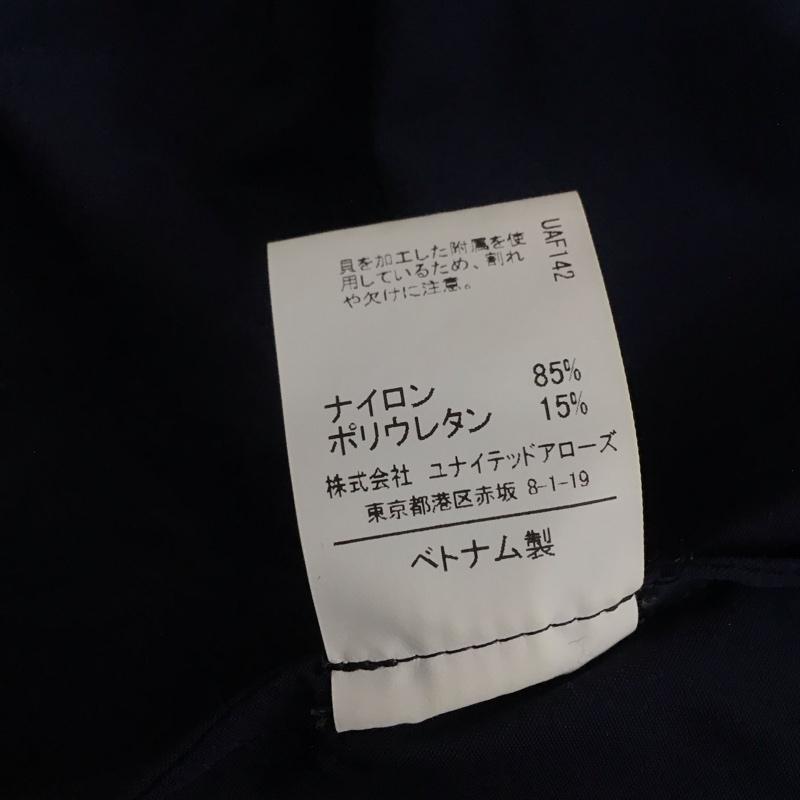 貝を加工した附属を使
用しているため、割れ
や欠けに注意。
UAF142
ナイロン 85%
ポリウレタン 15%
株式会社 ユナイテッドアローズ
東京都港区赤坂 8-1-19
ベトナム製